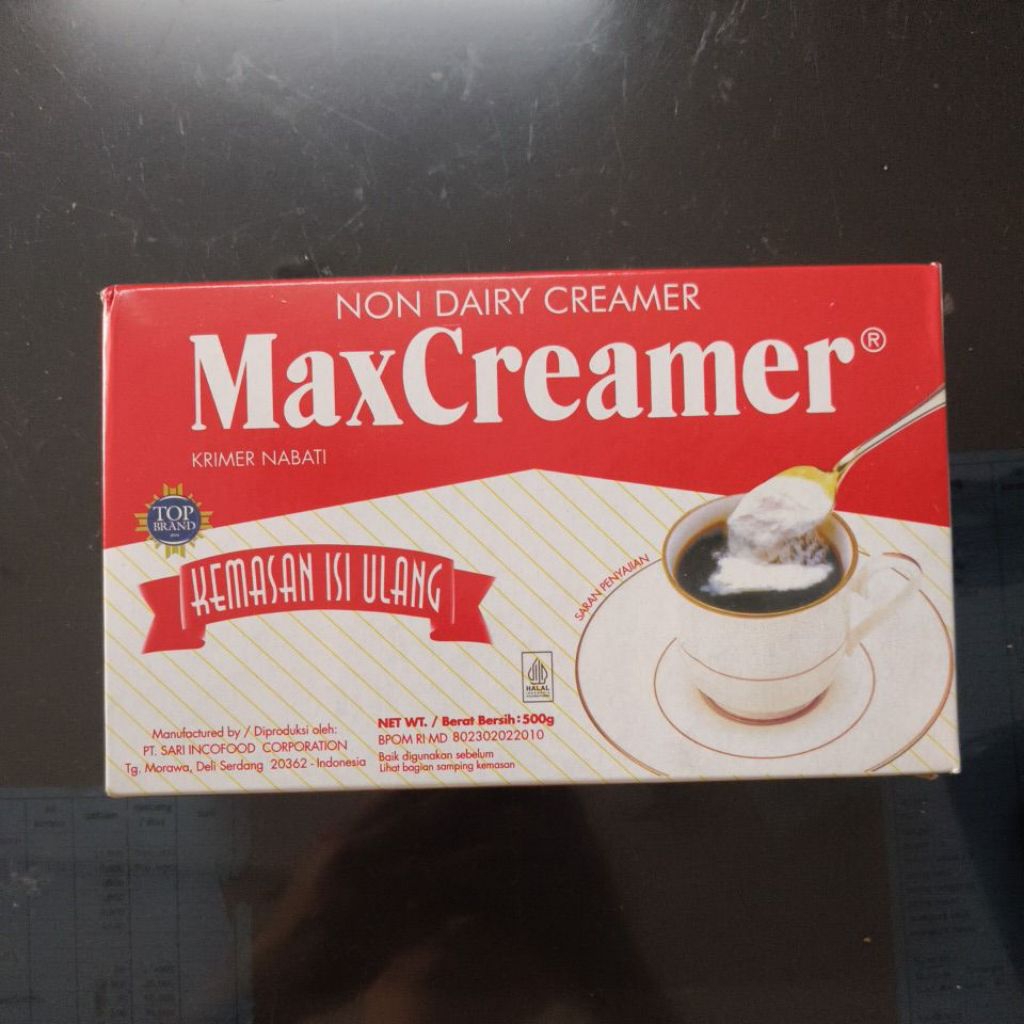 NON DAIRY CREAMER
MaxCreamer®
KRIMER NABATI
TOP
BRAND
KEMASAN ISI ULANG
SARAN PENYAJIAN
HALAL
INDONESIA
Manufactured by / Diproduksi oleh:
PT. SARI INCOFOOD CORPORATION
Tg. Morawa, Deli Serdang 20362 - Indonesia
NET WT. / Berat Bersih : 500g
BPOM RI MD 802302022010
Baik digunakan sebelum
Lihat bagian samping kemasan